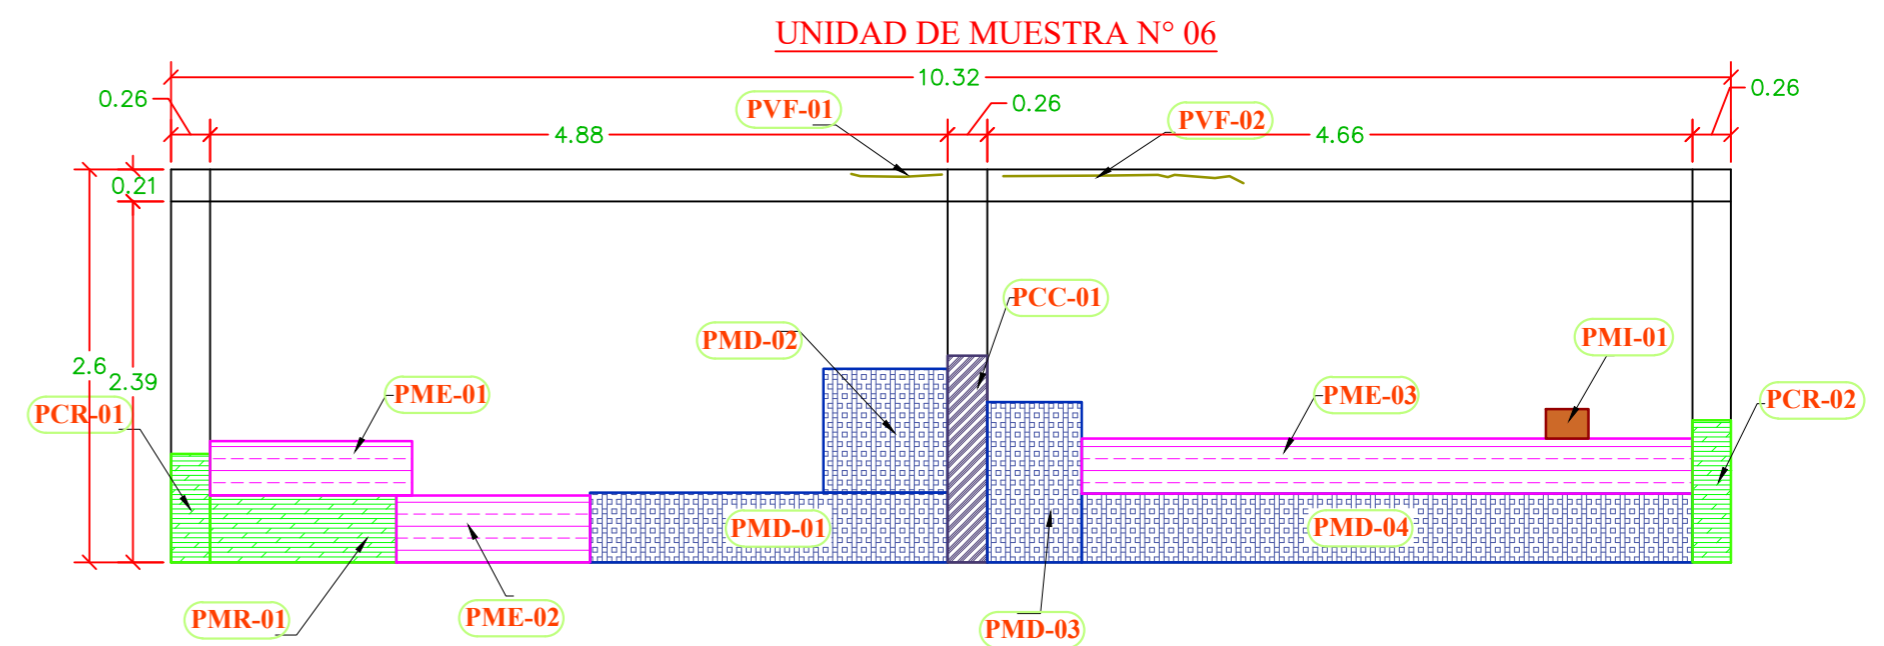 UNIDAD DE MUESTRA N° 06
10.32
0.26
0.26
0.26
PVF-01
PVF-02
4.88
4.66
0.21
2.6
2.39
PCC-01
PMD-02
PMI-01
PME-01
PME-03
PCR-01
PCR-02
PMD-01
PMD-04
PMR-01
PME-02
PMD-03